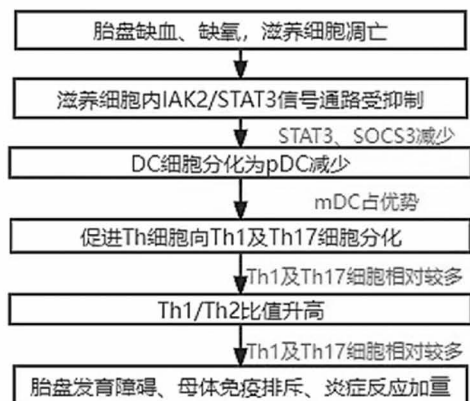 胎盘缺血、缺氧，滋养细胞凋亡
滋养细胞内IAK2/STAT3信号通路受抑制
STAT3、SOCS3减少
DC细胞分化为pDC减少
mDC占优势
促进Th细胞向Th1及Th17细胞分化
Th1及Th17细胞相对较多
Th1/Th2比值升高
Th1及Th17细胞相对较多
胎盘发育障碍、母体免疫排斥、炎症反应加重